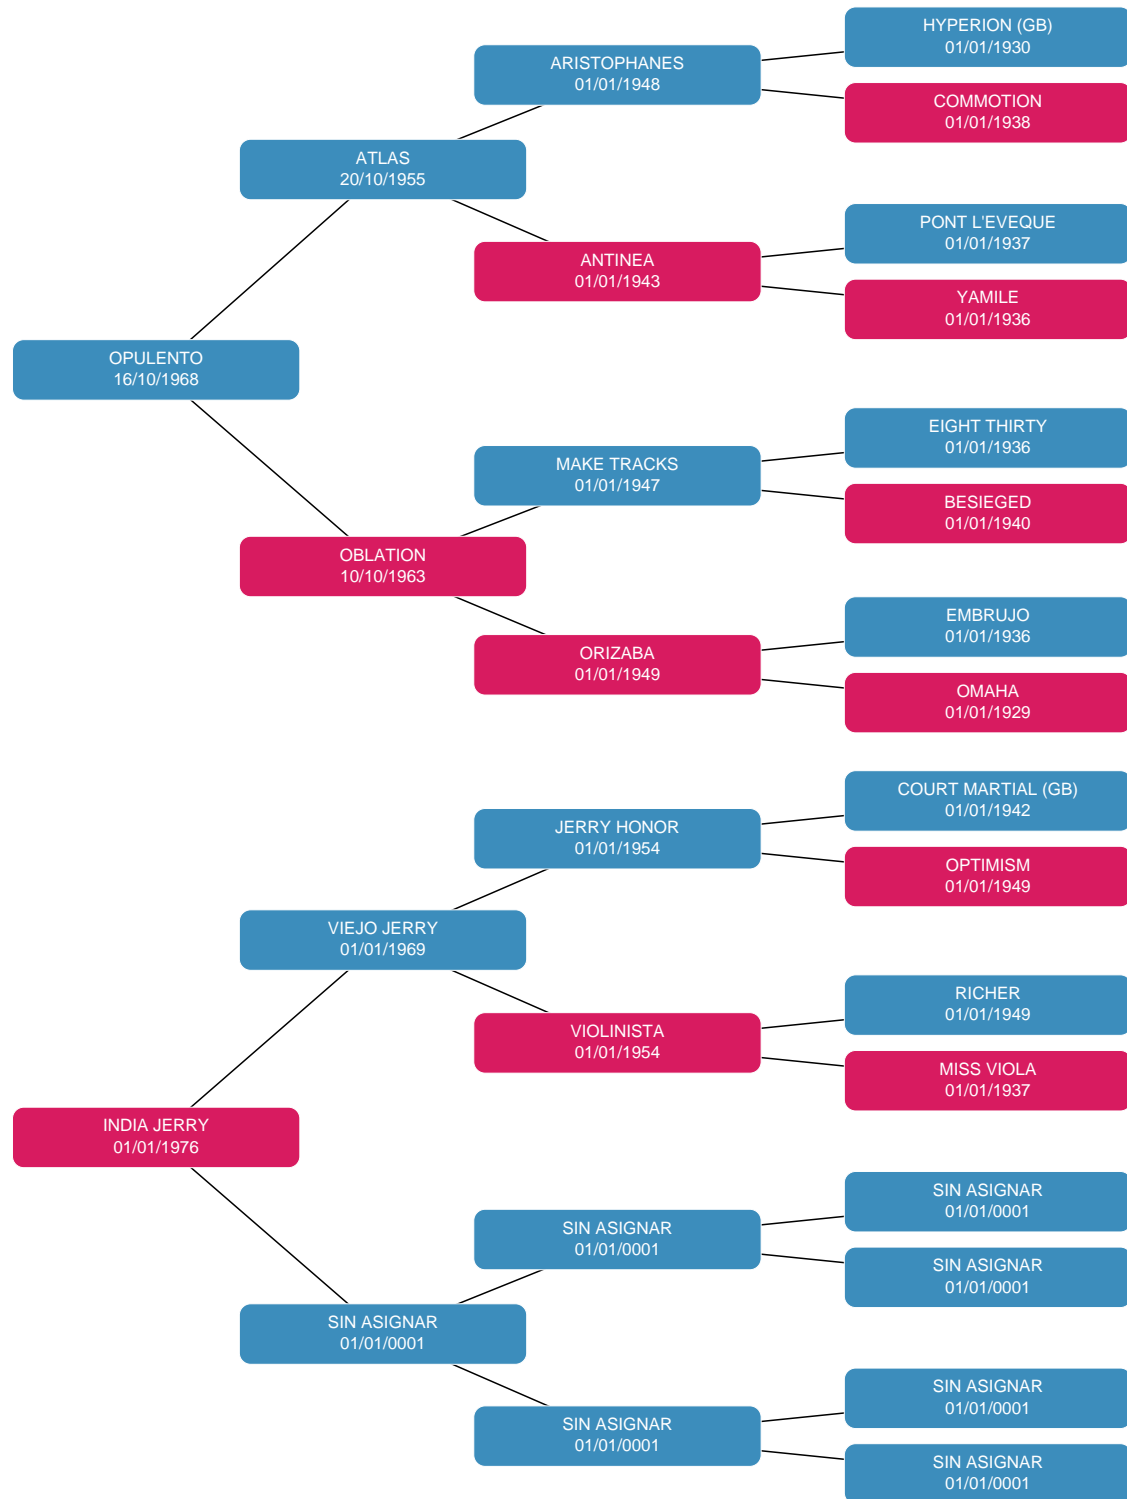 HYPERION (GB)
01/01/1930
ARISTOPHANES
01/01/1948
COMMOTION
01/01/1938
ATLAS
20/10/1955
PONT L'EVEQUE
01/01/1937
ANTINEA
01/01/1943
YAMILE
01/01/1936
OPULENTO
16/10/1968
EIGHT THIRTY
01/01/1936
MAKE TRACKS
01/01/1947
BESIEGED
01/01/1940
OBLATION
10/10/1963
EMBRUJO
01/01/1936
ORIZABA
01/01/1949
OMAHA
01/01/1929
COURT MARTIAL (GB)
01/01/1942
JERRY HONOR
01/01/1954
OPTIMISM
01/01/1949
VIEJO JERRY
01/01/1969
RICHER
01/01/1949
VIOLINISTA
01/01/1954
MISS VIOLA
01/01/1937
INDIA JERRY
01/01/1976
SIN ASIGNAR
01/01/0001
SIN ASIGNAR
01/01/0001
SIN ASIGNAR
01/01/0001
SIN ASIGNAR
01/01/0001
SIN ASIGNAR
01/01/0001
SIN ASIGNAR
01/01/0001
SIN ASIGNAR
01/01/0001